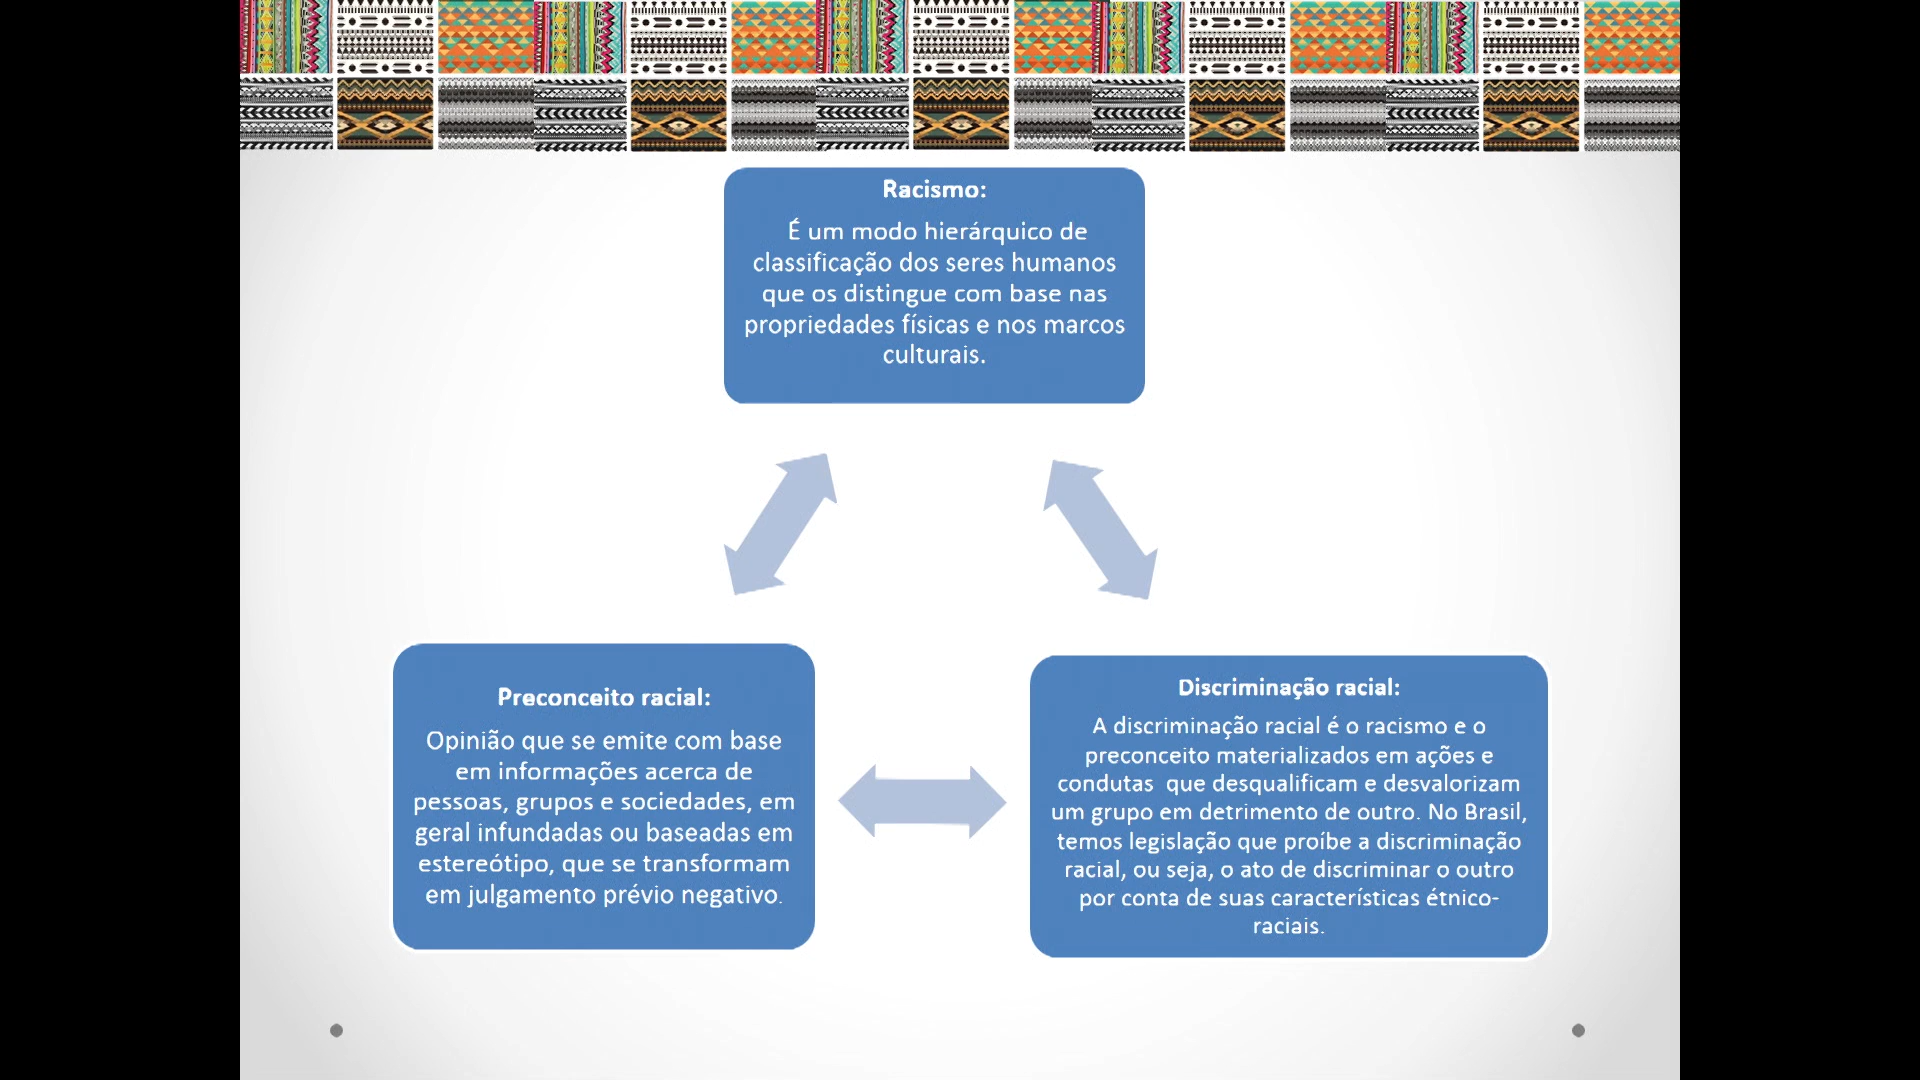 Racismo:
É um modo hierárquico de
classificação dos seres humanos
que os distingue com base nas
propriedades físicas e nos marcos
culturais.
Preconceito racial:
Opinião que se emite com base
em informações acerca de
pessoas, grupos e sociedades, em
geral infundadas ou baseadas em
estereótipo, que se transformam
em julgamento prévio negativo.
Discriminação racial:
A discriminação racial é o racismo e o
preconceito materializados em ações e
condutas  que desqualificam e desvalorizam
um grupo em detrimento de outro. No Brasil,
temos legislação que proíbe a discriminação
racial, ou seja, o ato de discriminar o outro
por conta de suas características étnico-
raciais.